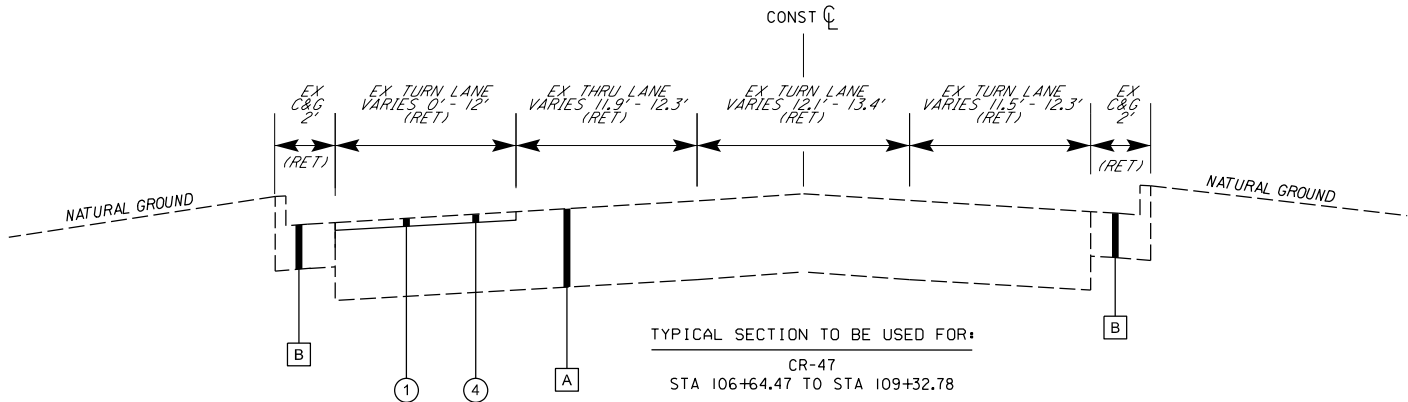 CONST ℄
EX C&G 2' (RET)
EX TURN LANE VARIES 0' - 12' (RET)
EX THRU LANE VARIES 11.9' - 12.3' (RET)
EX TURN LANE VARIES 12.1' - 13.4' (RET)
EX TURN LANE VARIES 11.5' - 12.3' (RET)
EX C&G 2' (RET)
NATURAL GROUND
NATURAL GROUND
B
1
4
A
B
TYPICAL SECTION TO BE USED FOR:
CR-47
STA 106+64.47 TO STA 109+32.78